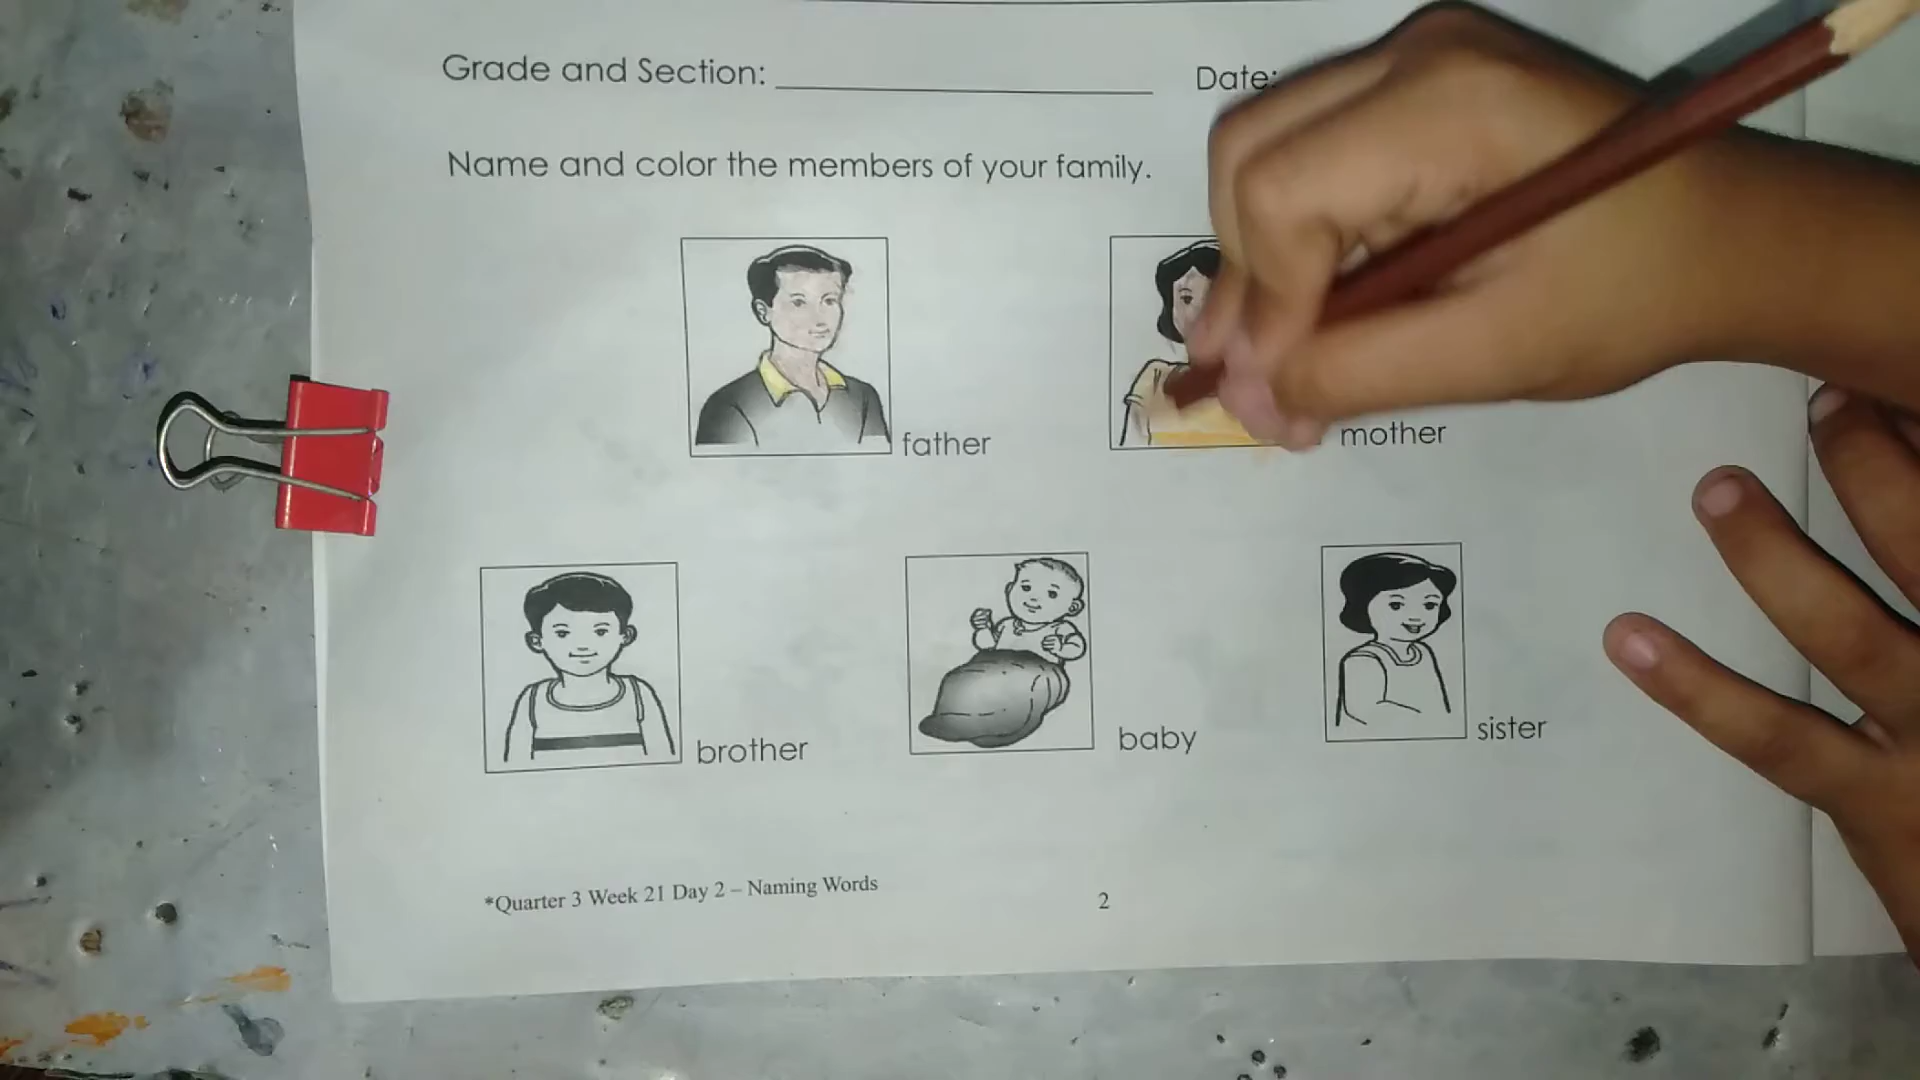 Grade and Section: ____________ Date:
Name and color the members of your family.
father
mother
brother
baby
sister
*Quarter 3 Week 21 Day 2 – Naming Words
2